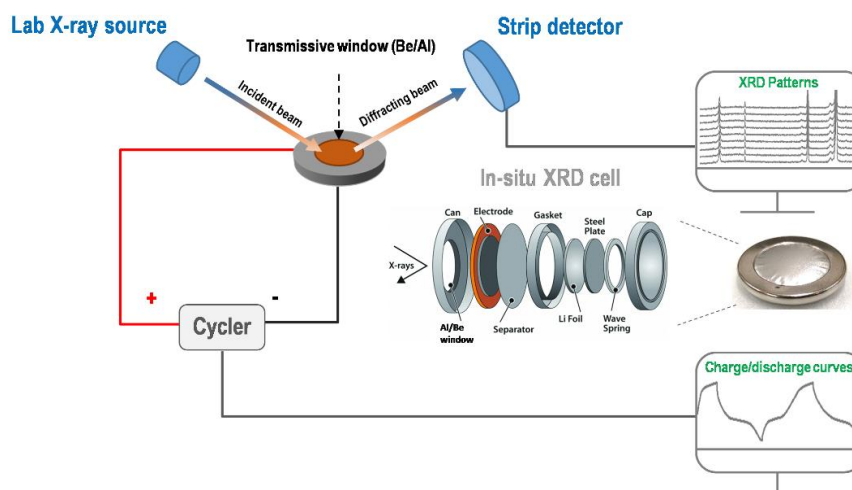 Lab X-ray source
Transmissive window (Be/Al)
Strip detector
Incident beam
Diffracting beam
XRD Patterns
In-situ XRD cell
Can
Electrode
Gasket
Steel
Plate
Cap
X-rays
Al/Be
window
Separator
Li Foil
Wave
Spring
+
-
Cycler
Charge/discharge curves